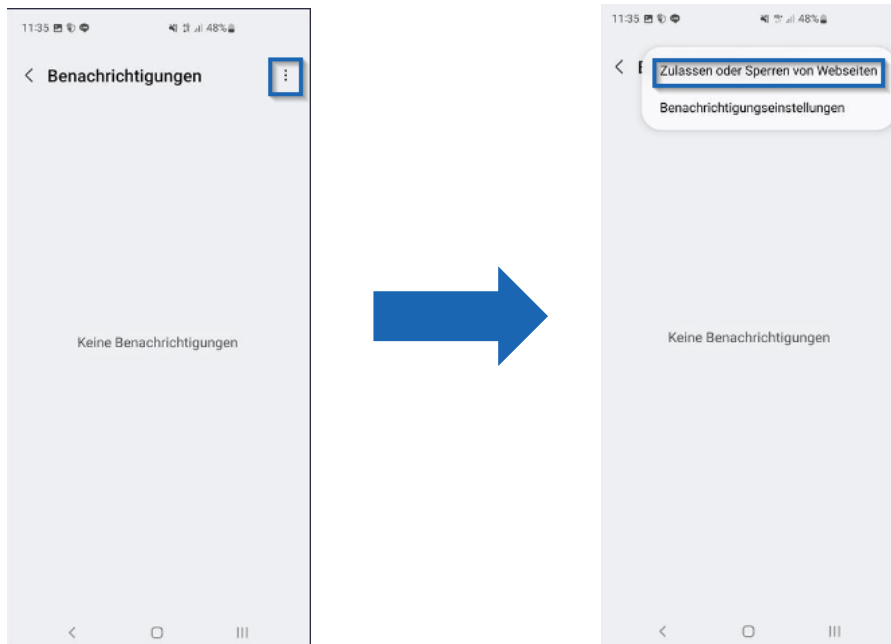 11:35
48%
Benachrichtigungen
Keine Benachrichtigungen
11:35
48%
Zulassen oder Sperren von Webseiten
Benachrichtigungseinstellungen
Keine Benachrichtigungen